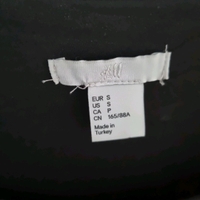 EUR S
US S
CA P
CN 165/88A
Made in
Turkey